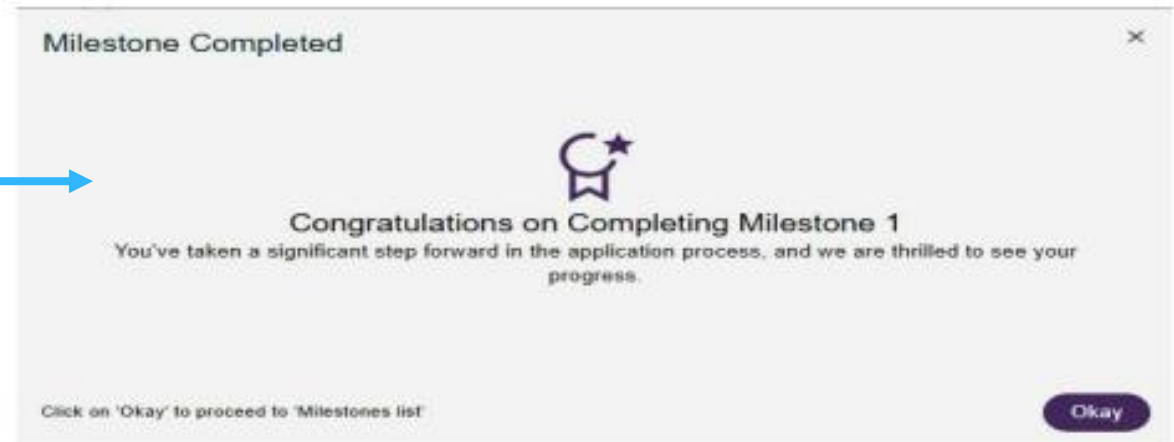 Milestone Completed
×
Congratulations on Completing Milestone 1
You've taken a significant step forward in the application process, and we are thrilled to see your
progress.
Click on 'Okay' to proceed to 'Milestones list'
Okay